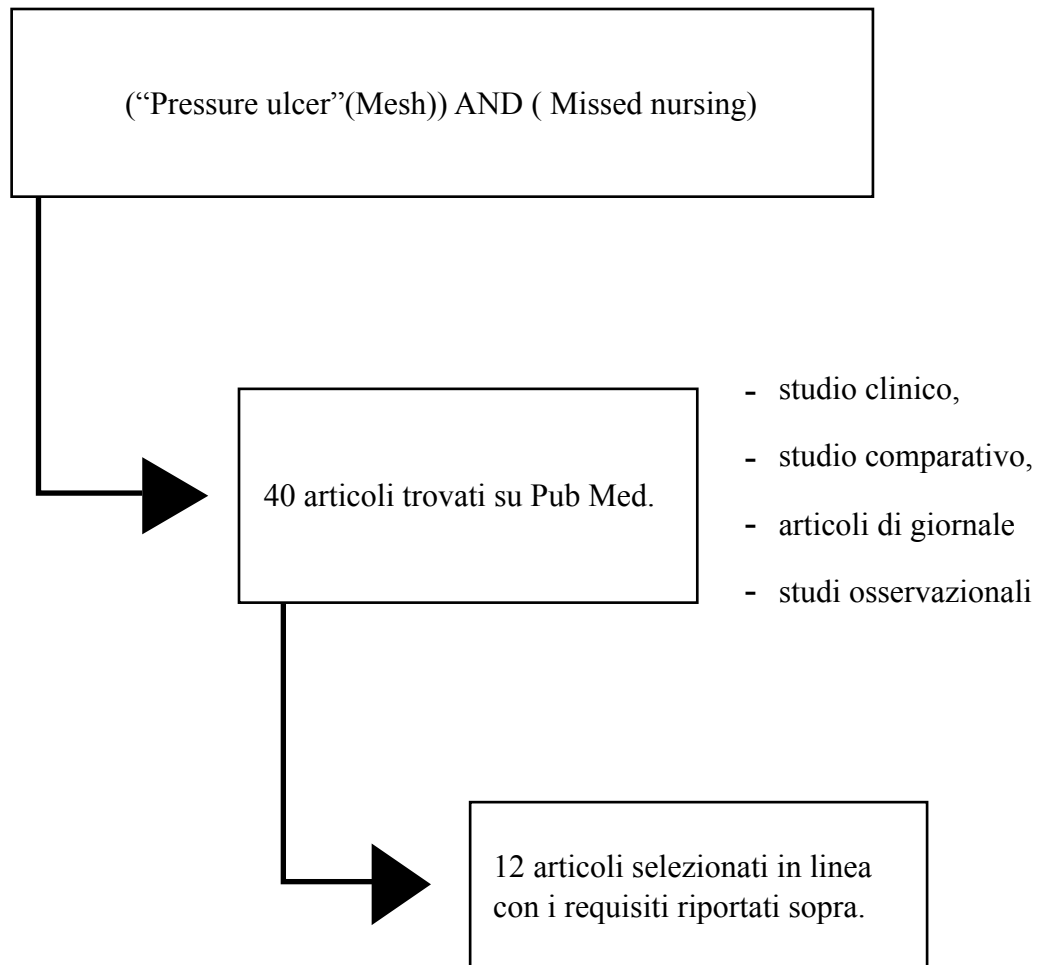 (“Pressure ulcer”(Mesh)) AND ( Missed nursing)
40 articoli trovati su Pub Med.
- studio clinico,
- studio comparativo,
- articoli di giornale
- studi osservazionali
12 articoli selezionati in linea
con i requisiti riportati sopra.